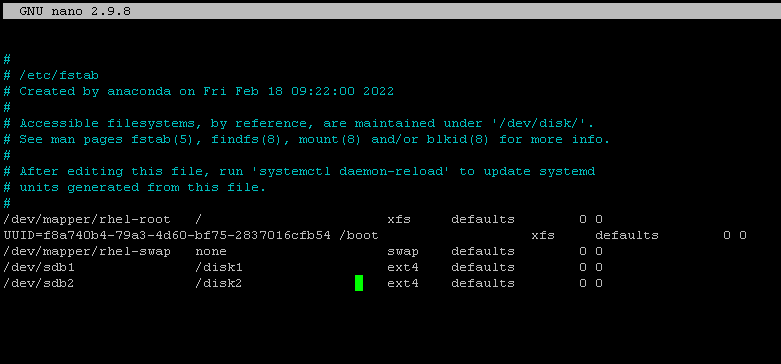 GNU nano 2.9.8
#
# /etc/fstab
# Created by anaconda on Fri Feb 18 09:22:00 2022
#
# Accessible filesystems, by reference, are maintained under '/dev/disk/'.
# See man pages fstab(5), findfs(8), mount(8) and/or blkid(8) for more info.
#
# After editing this file, run 'systemctl daemon-reload' to update systemd
# units generated from this file.
#
/dev/mapper/rhel-root   /                       xfs     defaults        0 0
UUID=f8a740b4-79a3-4d60-bf75-2837016cfb54 /boot                   xfs     defaults        0 0
/dev/mapper/rhel-swap   none                    swap    defaults        0 0
/dev/sdb1               /disk1                  ext4    defaults        0 0
/dev/sdb2               /disk2                  ext4    defaults        0 0